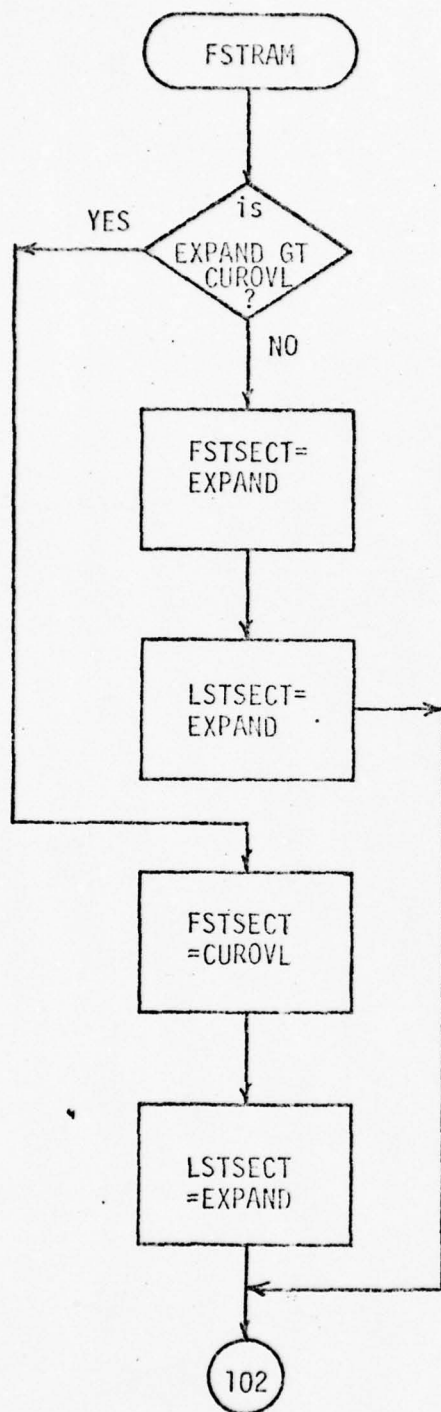 FSTRAM
is
YES
EXPAND GT
CUROVL
?
NO
FSTSECT=
EXPAND
LSTSECT=
EXPAND
FSTSECT
=CUROVL
LSTSECT
=EXPAND
102